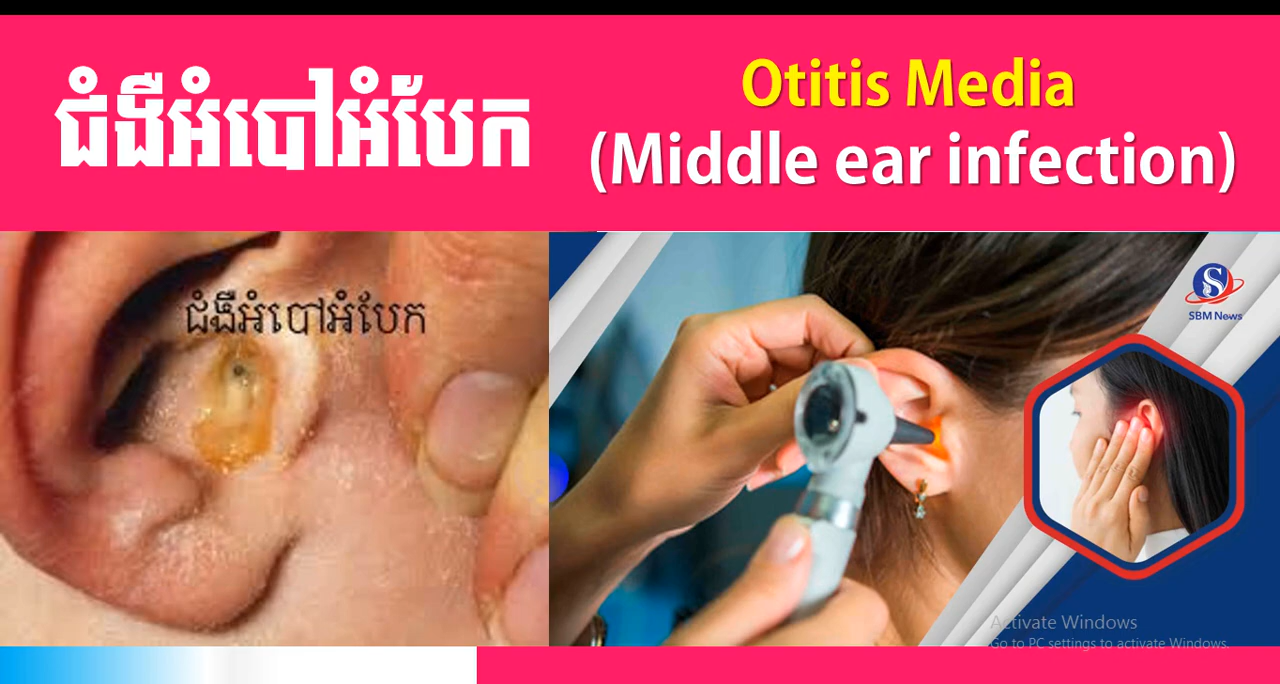 ជំងឺអំបៅអំបែក
Otitis Media
(Middle ear infection)
ជំងឺអំបៅអំបែក
S
SBM News
Activate Windows
Go to PC settings to activate Windows.